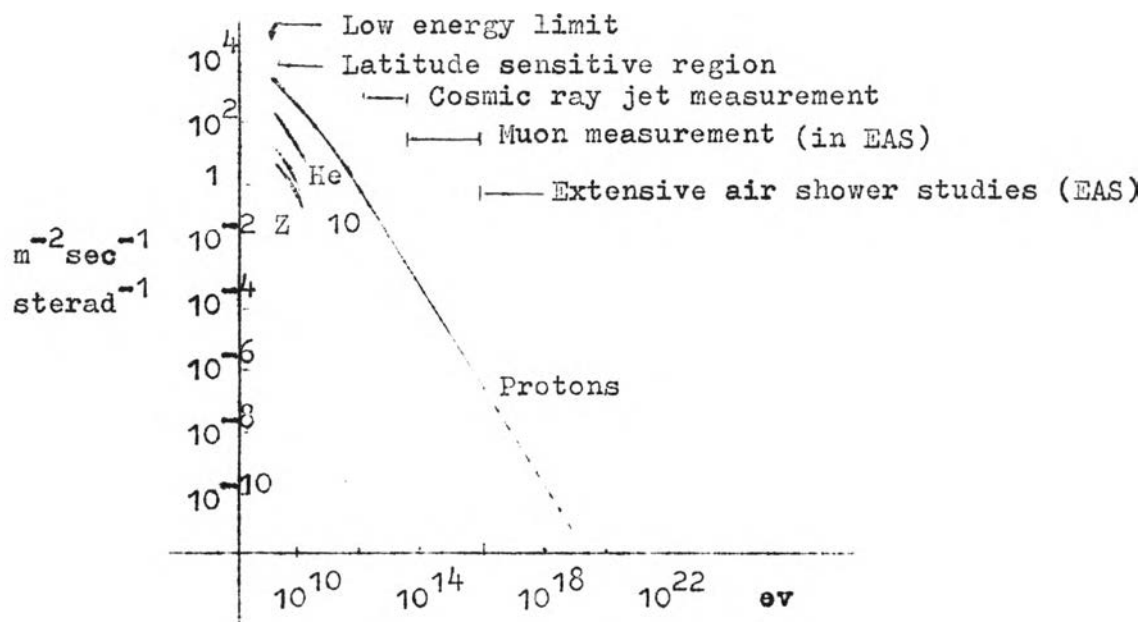 Low energy limit
10^4
Latitude sensitive region
Cosmic ray jet measurement
10^2
Muon measurement (in EAS)
1
He
Extensive air shower studies (EAS)
10^-2 Z 10
m^-2 sec^-1
sterad^-1
10^-4
10^-6
Protons
10^-8
10^-10
10^10 10^14 10^18 10^22 ev